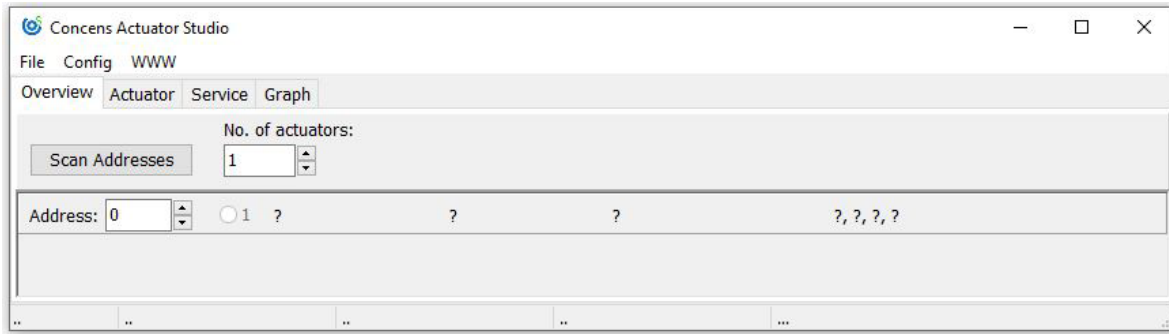 Concens Actuator Studio
File Config WWW
Overview Actuator Service Graph
No. of actuators:
Scan Addresses 1
Address: 0 1 ? ? ? ?, ?, ?, ?
.. .. .. .. ...